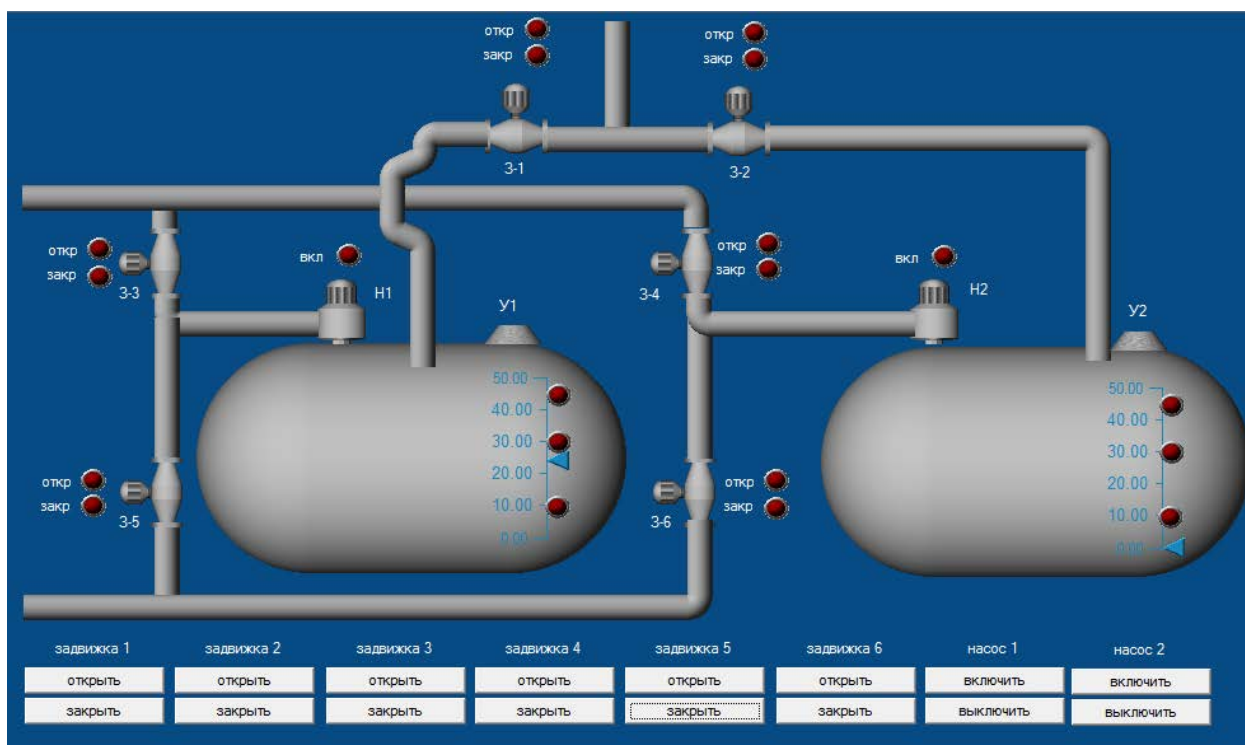 откр
закр
откр
закр
З-1
З-2
откр
закр
З-3
вкл
Н1
откр
закр
З-4
вкл
Н2
У1
У2
50.00
40.00
30.00
20.00
10.00
0.00
50.00
40.00
30.00
20.00
10.00
0.00
откр
закр
З-5
откр
закр
З-6
задвижка 1 задвижка 2 задвижка 3 задвижка 4 задвижка 5 задвижка 6 насос 1 насос 2
открыть открыть открыть открыть открыть открыть включить включить
закрыть закрыть закрыть закрыть закрыть закрыть выключить выключить